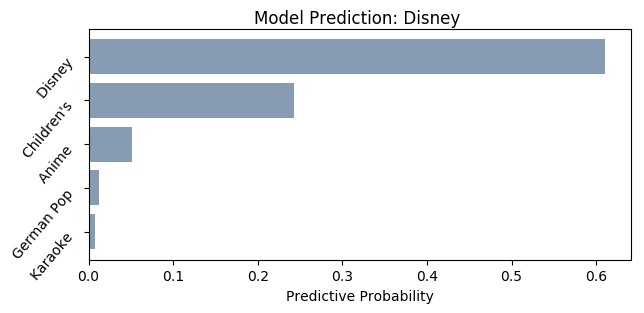 Model Prediction: Disney
Disney
Children's
Anime
German Pop
Karaoke
0.0 0.1 0.2 0.3 0.4 0.5 0.6
Predictive Probability